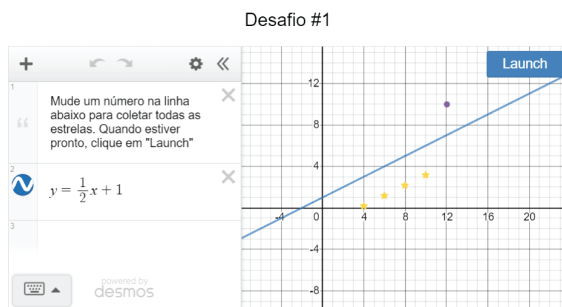 Desafio #1
Launch
1
Mude um número na linha
abaixo para coletar todas as
estrelas. Quando estiver
pronto, clique em "Launch"
2
y = 1/2 x + 1
3
powered by
desmos
12
8
4
-4 0 4 8 12 16 20
-4
-8